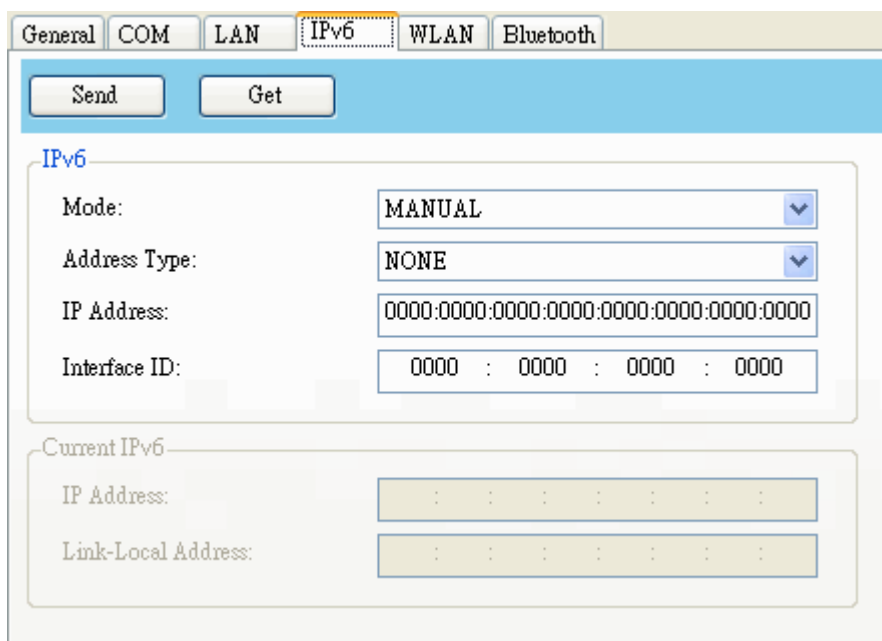 General COM LAN IPv6 WLAN Bluetooth
Send Get
IPv6
Mode: MANUAL
Address Type: NONE
IP Address: 0000:0000:0000:0000:0000:0000:0000:0000
Interface ID: 0000 : 0000 : 0000 : 0000
Current IPv6
IP Address: : : : : : : :
Link-Local Address: : : : : : : :